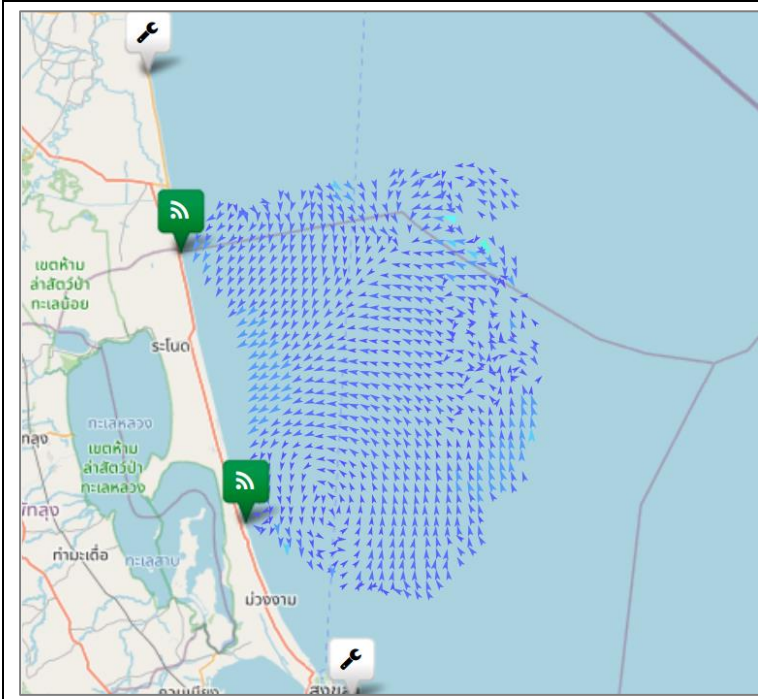 เขตห้าม
ล่าสัตว์ป่า
ทะเลน้อย
ระโนด
ทะเลหลวง
เขตห้าม
ล่าสัตว์ป่า
ทะเลหลวง
ท่ามะเดื่อ
ทะเลสาบ
ม่วงงาม